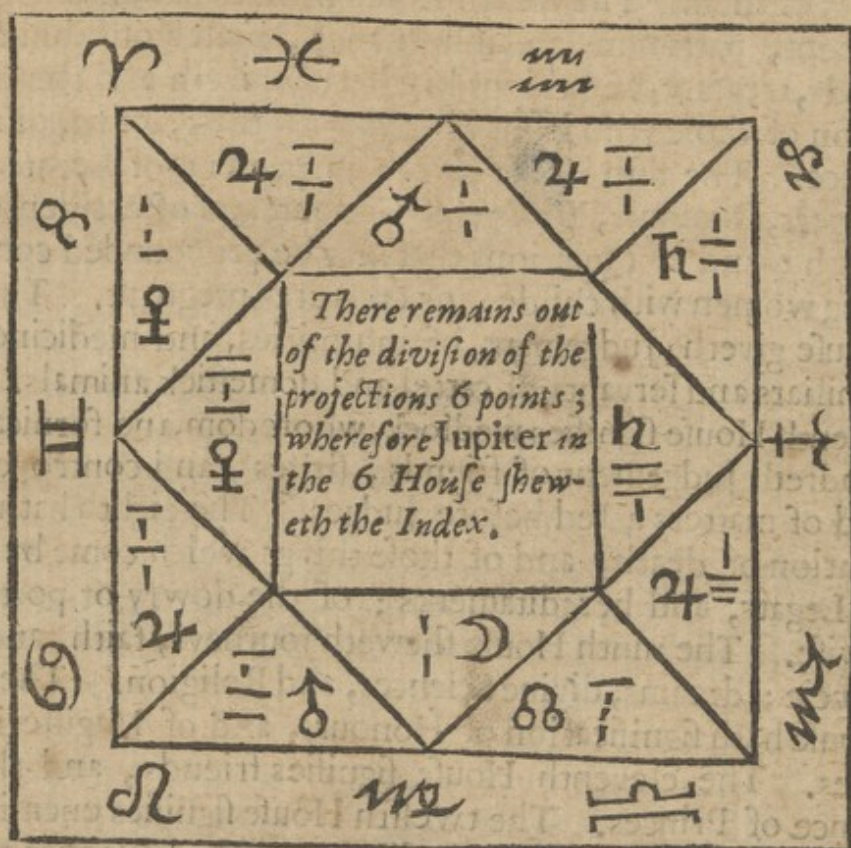 ♈ ♓ ♒
♃ ♂ ♃ ♑
♉ ♄
☿
There remains out
of the diviſion of the
projections 6 points;
wherefore Jupiter in
the 6 Houſe ſhew-
eth the Index.
♊ ♀ ♄ ♐
♃ ♃
♋ ♂ ☽ ☊ ♏
♌ ♍ ♎